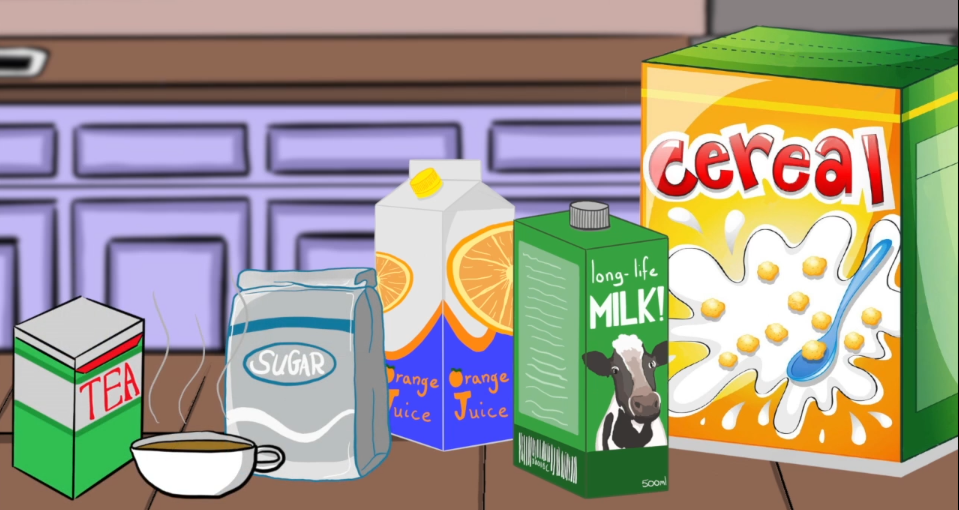 TEA
SUGAR
Orange
Juice
Orange
Juice
long-life
MILK!
500ml
cereal